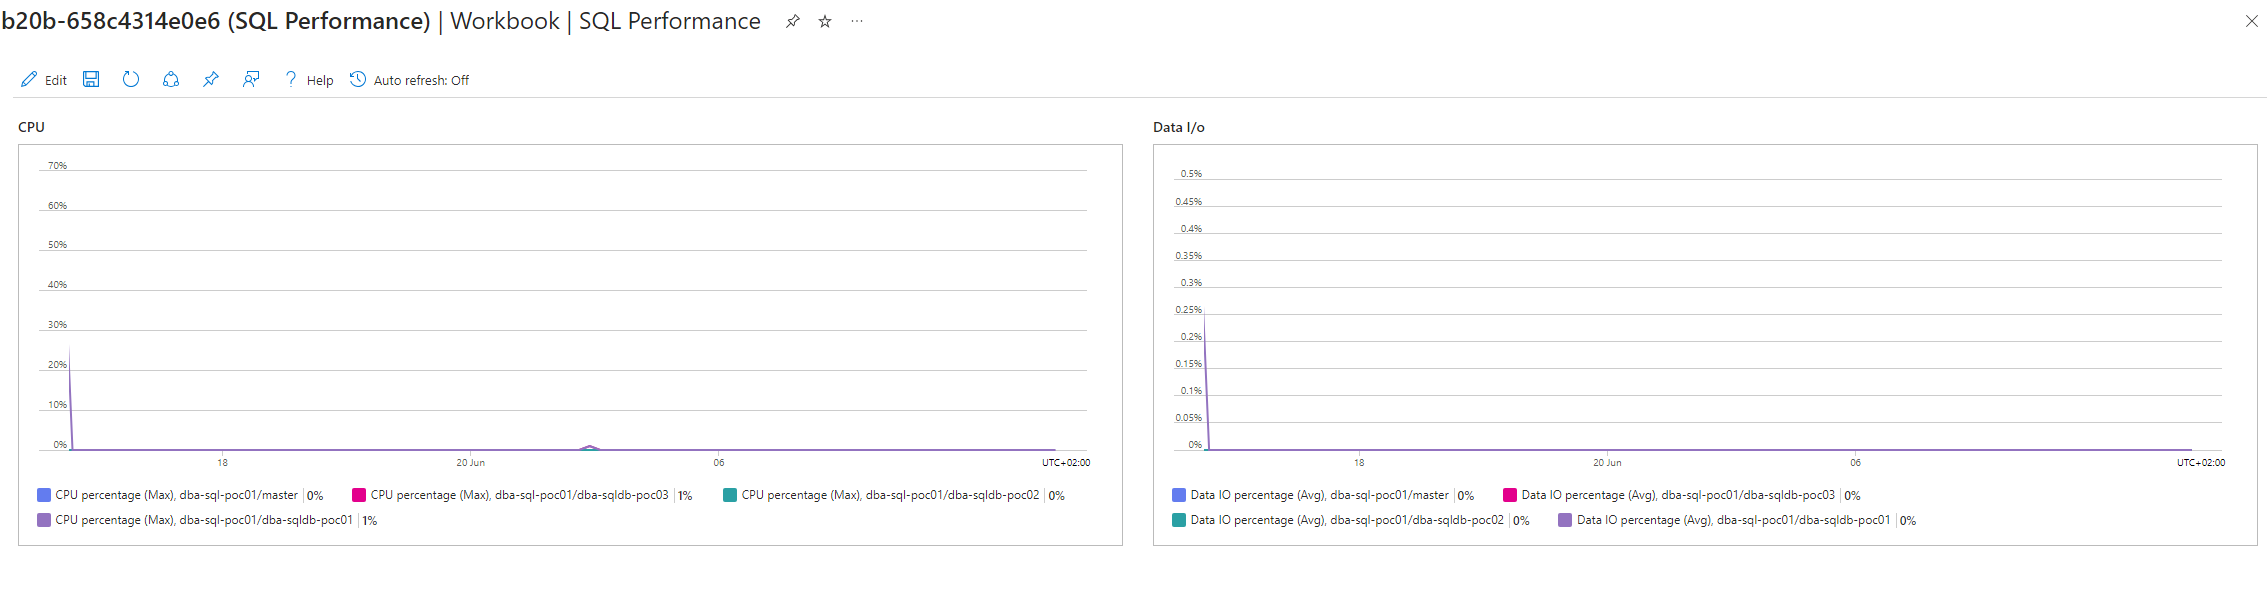 b20b-658c4314e0e6 (SQL Performance) | Workbook | SQL Performance
Edit
Help
Auto refresh: Off
CPU
70%
60%
50%
40%
30%
20%
10%
0%
18
20 Jun
06
UTC+02:00
CPU percentage (Max), dba-sql-poc01/master | 0%
CPU percentage (Max), dba-sql-poc01/dba-sqldb-poc03 | 1%
CPU percentage (Max), dba-sql-poc01/dba-sqldb-poc02 | 0%
CPU percentage (Max), dba-sql-poc01/dba-sqldb-poc01 | 1%
Data I/o
0.5%
0.45%
0.4%
0.35%
0.3%
0.25%
0.2%
0.15%
0.1%
0.05%
0%
18
20 Jun
06
UTC+02:00
Data IO percentage (Avg), dba-sql-poc01/master | 0%
Data IO percentage (Avg), dba-sql-poc01/dba-sqldb-poc03 | 0%
Data IO percentage (Avg), dba-sql-poc01/dba-sqldb-poc02 | 0%
Data IO percentage (Avg), dba-sql-poc01/dba-sqldb-poc01 | 0%